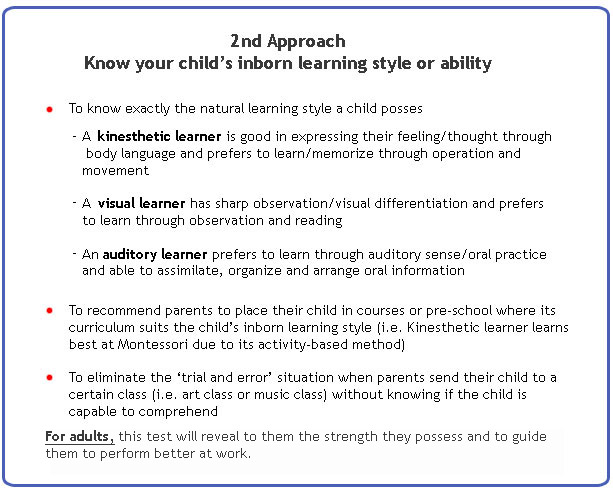 2nd Approach
Know your child's inborn learning style or ability
To know exactly the natural learning style a child posses
- A kinesthetic learner is good in expressing their feeling/thought through
body language and prefers to learn/memorize through operation and
movement
- A visual learner has sharp observation/visual differentiation and prefers
to learn through observation and reading
- An auditory learner prefers to learn through auditory sense/oral practice
and able to assimilate, organize and arrange oral information
To recommend parents to place their child in courses or pre-school where its
curriculum suits the child's inborn learning style (i.e. Kinesthetic learner learns
best at Montessori due to its activity-based method)
To eliminate the 'trial and error' situation when parents send their child to a
certain class (i.e. art class or music class) without knowing if the child is
capable to comprehend
For adults, this test will reveal to them the strength they possess and to guide
them to perform better at work.